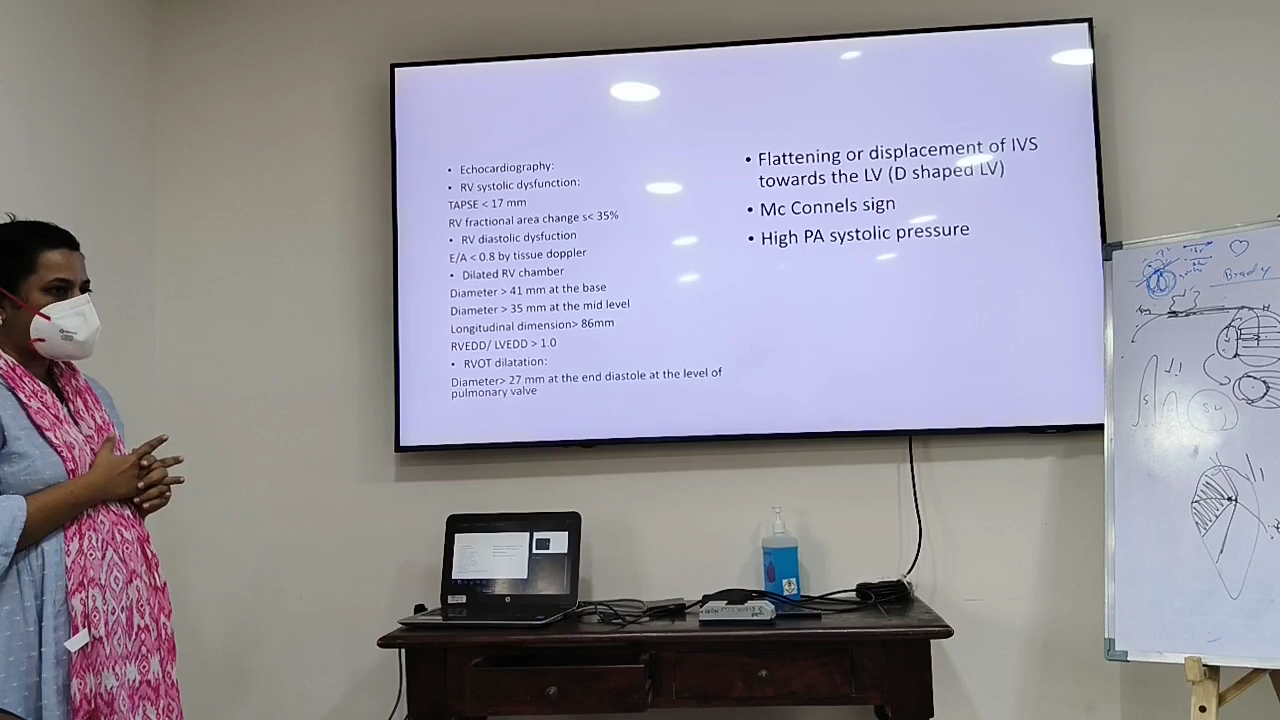 • Echocardiography:
• RV systolic dysfunction:
TAPSE < 17 mm
RV fractional area change s< 35%
• RV diastolic dysfuction
E/A < 0.8 by tissue doppler
• Dilated RV chamber
Diameter > 41 mm at the base
Diameter > 35 mm at the mid level
Longitudinal dimension> 86mm
RVEDD/ LVEDD > 1.0
• RVOT dilatation:
Diameter> 27 mm at the end diastole at the level of
pulmonary valve
• Flattening or displacement of IVS
towards the LV (D shaped LV)
• Mc Connels sign
• High PA systolic pressure
Brady